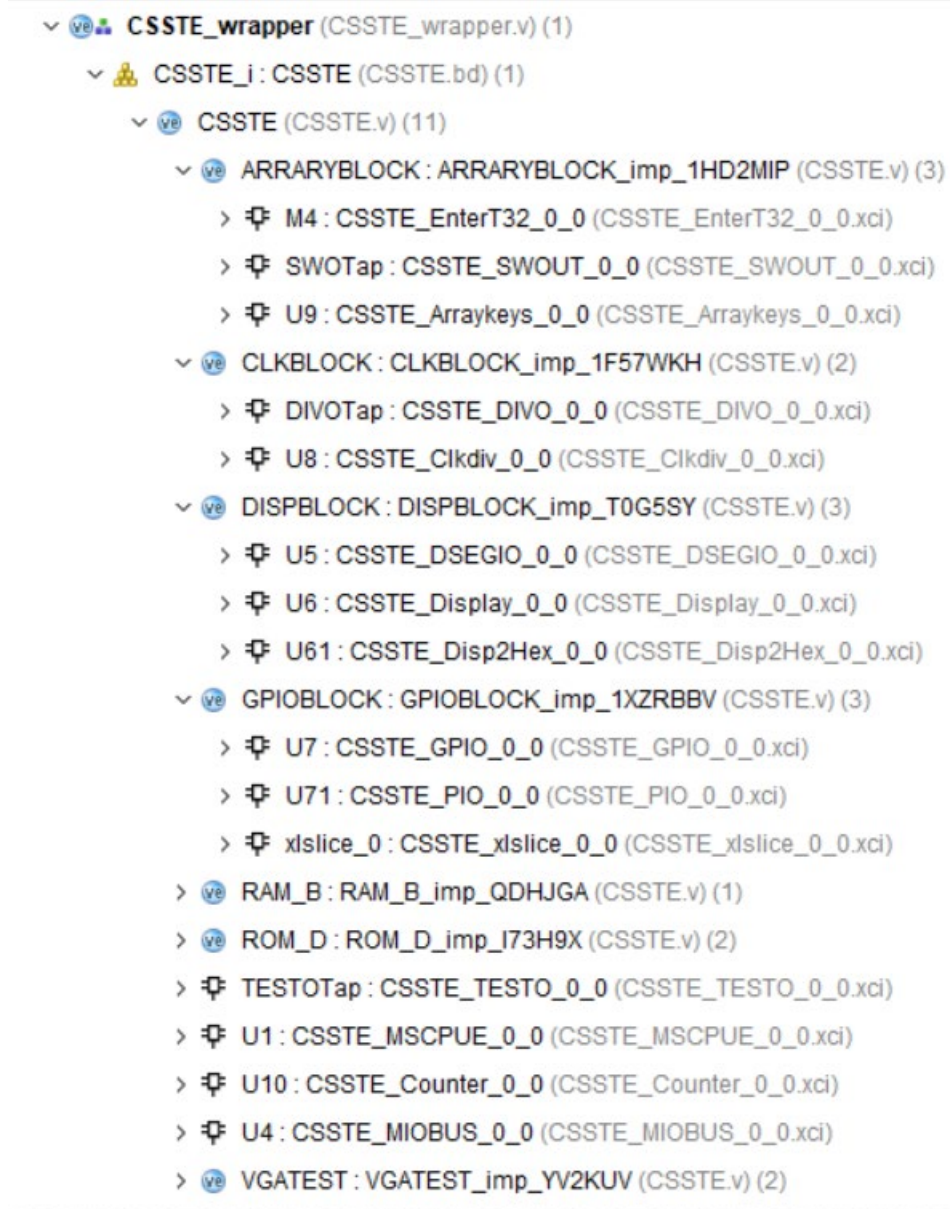 CSSTE_wrapper (CSSTE_wrapper.v) (1)
CSSTE_i : CSSTE (CSSTE.bd) (1)
CSSTE (CSSTE.v) (11)
ARRARYBLOCK : ARRARYBLOCK_imp_1HD2MIP (CSSTE.v) (3)
M4 : CSSTE_EnterT32_0_0 (CSSTE_EnterT32_0_0.xci)
SWOTap : CSSTE_SWOUT_0_0 (CSSTE_SWOUT_0_0.xci)
U9 : CSSTE_Arraykeys_0_0 (CSSTE_Arraykeys_0_0.xci)
CLKBLOCK : CLKBLOCK_imp_1F57WKH (CSSTE.v) (2)
DIVOTap : CSSTE_DIVO_0_0 (CSSTE_DIVO_0_0.xci)
U8 : CSSTE_Clkdiv_0_0 (CSSTE_Clkdiv_0_0.xci)
DISPBLOCK : DISPBLOCK_imp_T0G5SY (CSSTE.v) (3)
U5 : CSSTE_DSEGIO_0_0 (CSSTE_DSEGIO_0_0.xci)
U6 : CSSTE_Display_0_0 (CSSTE_Display_0_0.xci)
U61 : CSSTE_Disp2Hex_0_0 (CSSTE_Disp2Hex_0_0.xci)
GPIOBLOCK : GPIOBLOCK_imp_1XZRBBV (CSSTE.v) (3)
U7 : CSSTE_GPIO_0_0 (CSSTE_GPIO_0_0.xci)
U71 : CSSTE_PIO_0_0 (CSSTE_PIO_0_0.xci)
xlslice_0 : CSSTE_xlslice_0_0 (CSSTE_xlslice_0_0.xci)
RAM_B : RAM_B_imp_QDHJGA (CSSTE.v) (1)
ROM_D : ROM_D_imp_I73H9X (CSSTE.v) (2)
TESTOTap : CSSTE_TESTO_0_0 (CSSTE_TESTO_0_0.xci)
U1 : CSSTE_MSCPUE_0_0 (CSSTE_MSCPUE_0_0.xci)
U10 : CSSTE_Counter_0_0 (CSSTE_Counter_0_0.xci)
U4 : CSSTE_MIOBUS_0_0 (CSSTE_MIOBUS_0_0.xci)
VGATEST : VGATEST_imp_YV2KUV (CSSTE.v) (2)